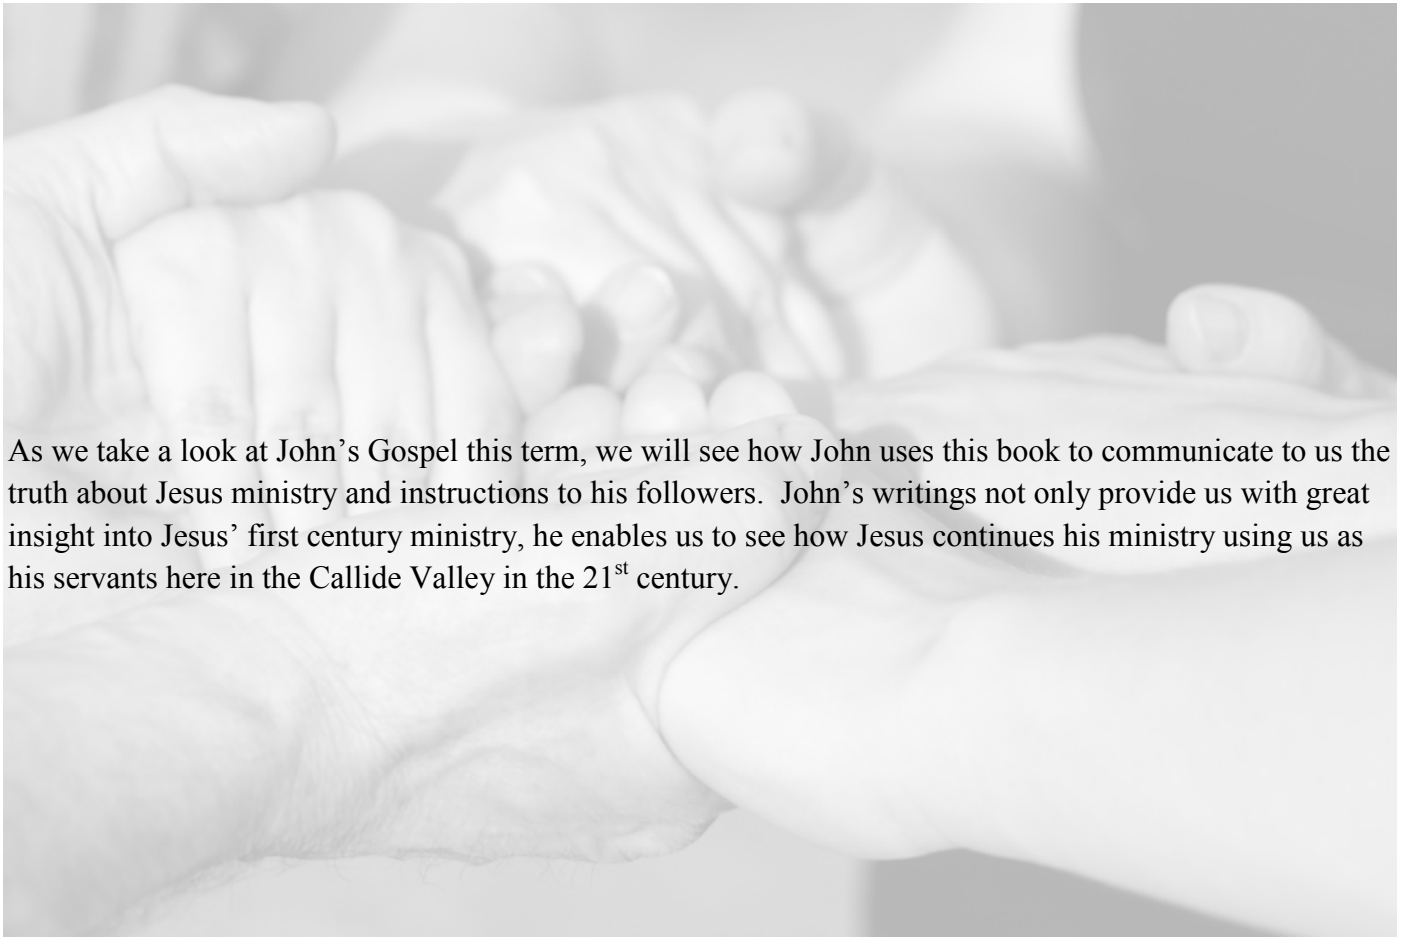 As we take a look at John’s Gospel this term, we will see how John uses this book to communicate to us the
truth about Jesus ministry and instructions to his followers.  John’s writings not only provide us with great
insight into Jesus’ first century ministry, he enables us to see how Jesus continues his ministry using us as
his servants here in the Callide Valley in the 21st century.